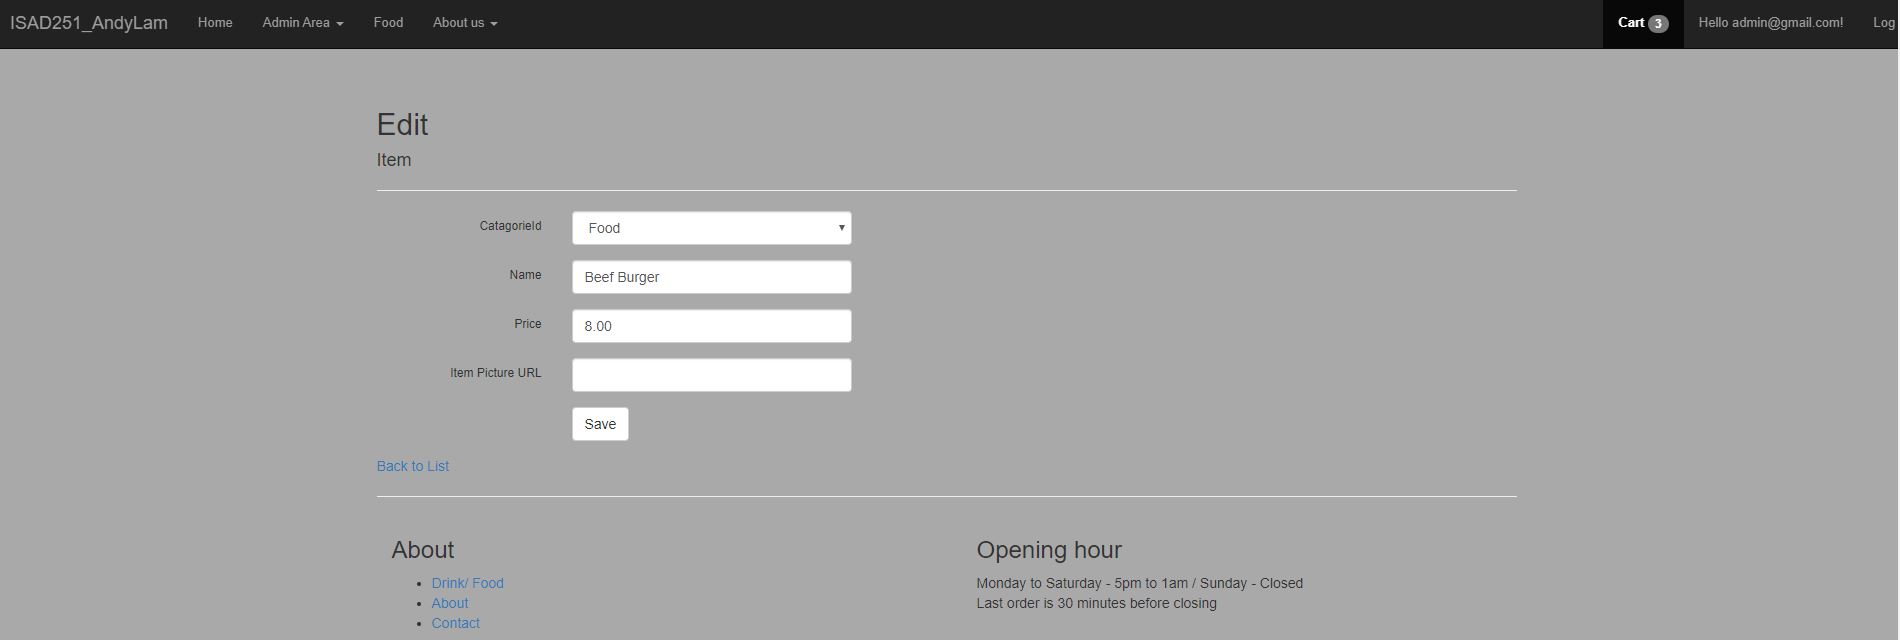 ISAD251_AndyLam Home Admin Area Food About us Cart 3 Hello admin@gmail.com! Log
Edit
Item
CatagorieId Food
Name Beef Burger
Price 8.00
Item Picture URL
Save
Back to List
About
Drink/ Food
About
Contact
Opening hour
Monday to Saturday - 5pm to 1am / Sunday - Closed
Last order is 30 minutes before closing